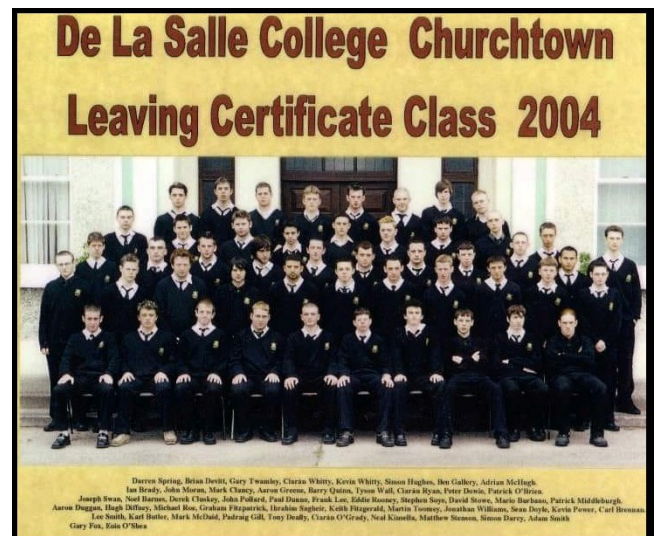 De La Salle College Churchtown
Leaving Certificate Class 2004
Darren Spring, Brian Devitt, Gary Twamley, Ciarán Whitty, Kevin Whitty, Simon Hughes, Ben Gallery, Adrian McHugh.
Ian Brady, John Moran, Mark Clancy, Aaron Greene, Barry Quinn, Tyson Wail, Ciarán Ryan, Peter Dowin, Patrick O'Brien.
Joseph Swan, Noel Barnes, Derek Cluskey, John Pollard, Paul Dunne, Frank Lee, Eddie Rooney, Stephen Soye, David Stowe, Mario Burbano, Patrick Middleburgh.
Aaron Duggan, Hugh Diffney, Michael Roe, Graham Fitzpatrick, Ibrahim Sagheir, Keith Fitzgerald, Martin Toomey, Jonathan Williams, Sean Doyle, Kevin Power, Carl Brennan
Lee Smith, Karl Butler, Mark McDaid, Padraig Gill, Tony Deally, Ciarán O'Grady, Neal Kinsella, Matthew Stenson, Simon Darcy, Adam Smith
Gary Fox, Eoin O'Shea